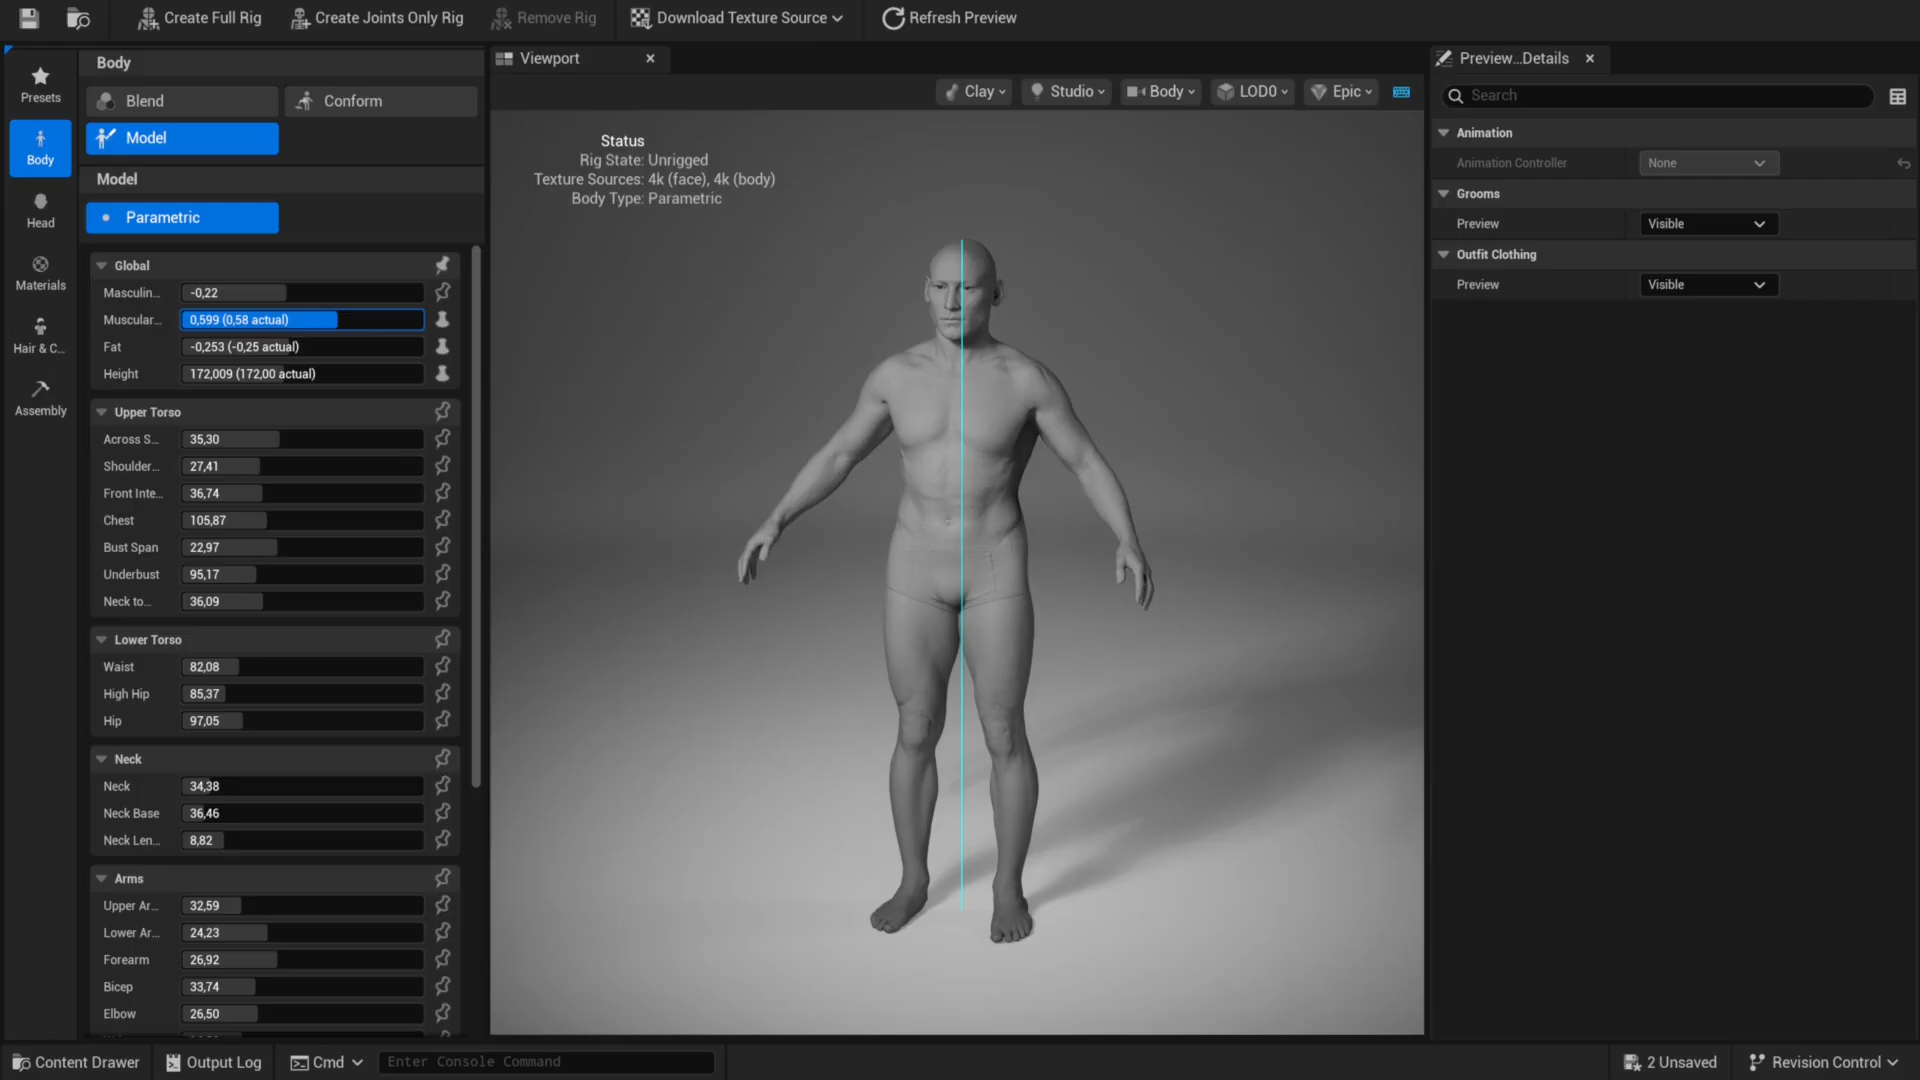 Create Full Rig
Create Joints Only Rig
Remove Rig
Download Texture Source
Refresh Preview
Presets
Body
Head
Materials
Hair & C...
Assembly
Body
Blend
Conform
Model
Model
Parametric
Global
Masculin... -0,22
Muscular... 0,599 (0,58 actual)
Fat -0,253 (-0,25 actual)
Height 172,009 (172,00 actual)
Upper Torso
Across S... 35,30
Shoulder... 27,41
Front Inte... 36,74
Chest 105,87
Bust Span 22,97
Underbust 95,17
Neck to... 36,09
Lower Torso
Waist 82,08
High Hip 85,37
Hip 97,05
Neck
Neck 34,38
Neck Base 36,46
Neck Len... 8,82
Arms
Upper Ar... 32,59
Lower Ar... 24,23
Forearm 26,92
Bicep 33,74
Elbow 26,50
Viewport
Clay
Studio
Body
LOD0
Epic
Status
Rig State: Unrigged
Texture Sources: 4k (face), 4k (body)
Body Type: Parametric
Preview...Details
Search
Animation
Animation Controller None
Grooms
Preview Visible
Outfit Clothing
Preview Visible
Content Drawer
Output Log
Cmd
Enter Console Command
2 Unsaved
Revision Control